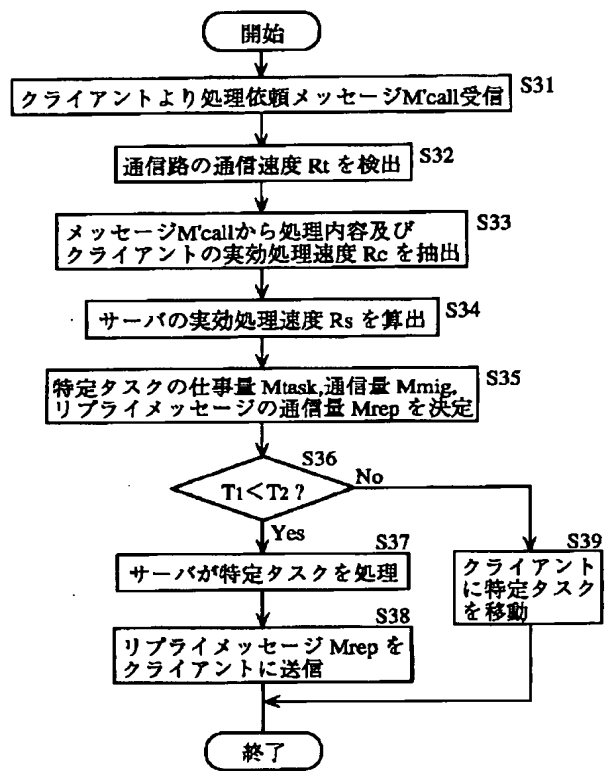 開始
S31
クライアントより処理依頼メッセージM'call受信
S32
通信路の通信速度 Rt を検出
S33
メッセージM'callから処理内容及び
クライアントの実効処理速度 Rc を抽出
S34
サーバの実効処理速度 Rs を算出
S35
特定タスクの仕事量 Mtask,通信量 Mmig,
リプライメッセージの通信量 Mrep を決定
S36
T1<T2 ?
No
Yes
S37
サーバが特定タスクを処理
S39
クライアント
に特定タスク
を移動
S38
リプライメッセージ Mrep を
クライアントに送信
終了